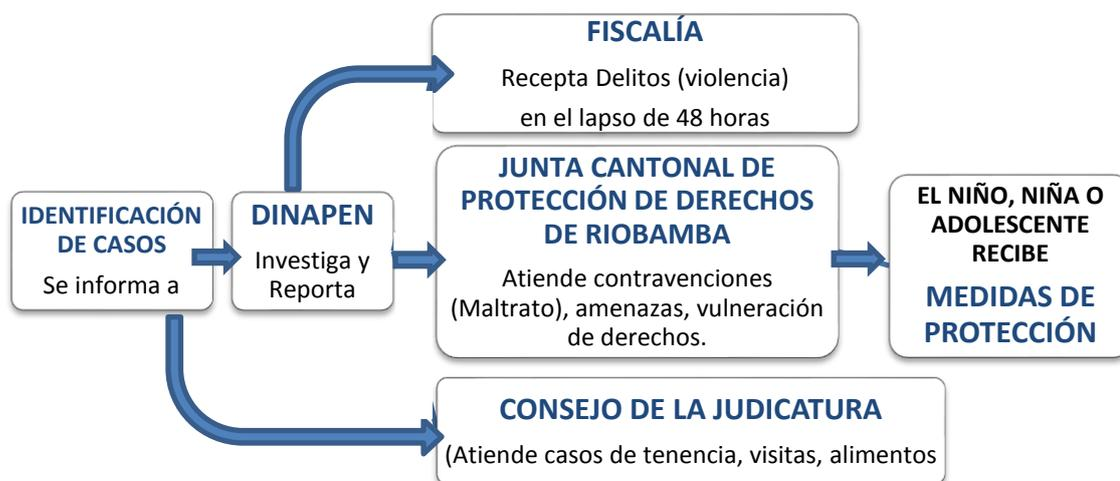 FISCALÍA
Recepta Delitos (violencia)
en el lapso de 48 horas
IDENTIFICACIÓN
DE CASOS
Se informa a
DINAPEN
Investiga y
Reporta
JUNTA CANTONAL DE
PROTECCIÓN DE DERECHOS
DE RIOBAMBA
Atiende contravenciones
(Maltrato), amenazas, vulneración
de derechos.
EL NIÑO, NIÑA O
ADOLESCENTE
RECIBE
MEDIDAS DE
PROTECCIÓN
CONSEJO DE LA JUDICATURA
(Atiende casos de tenencia, visitas, alimentos